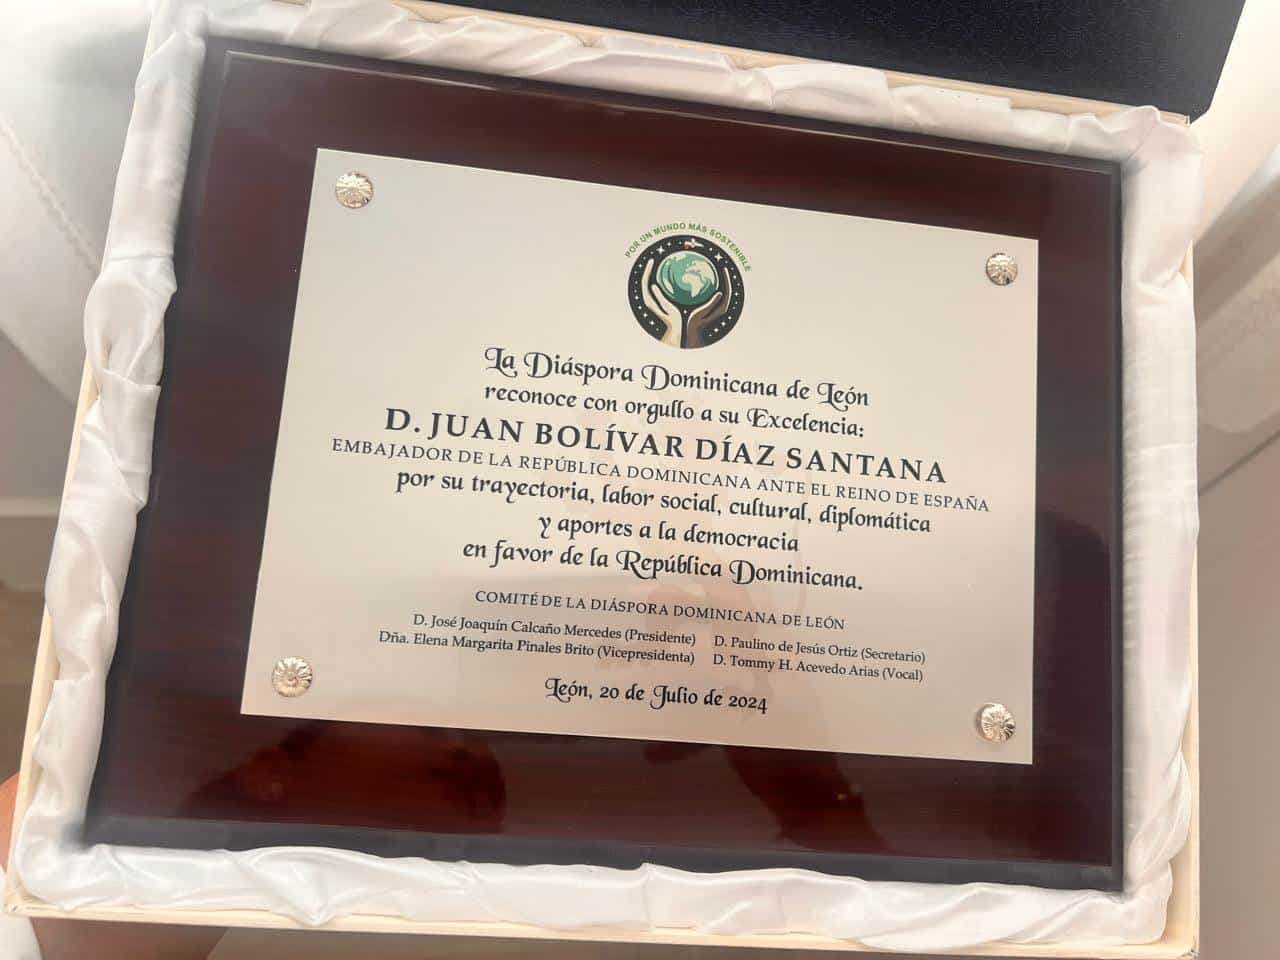 POR UN MUNDO MÁS SOSTENIBLE
La Diáspora Dominicana de León
reconoce con orgullo a su Excelencia:
D. JUAN BOLÍVAR DÍAZ SANTANA
EMBAJADOR DE LA REPÚBLICA DOMINICANA ANTE EL REINO DE ESPAÑA
por su trayectoria, labor social, cultural, diplomática
y aportes a la democracia
en favor de la República Dominicana.
COMITÉ DE LA DIÁSPORA DOMINICANA DE LEÓN
D. José Joaquín Calcaño Mercedes (Presidente) D. Paulino de Jesús Ortiz (Secretario)
Dña. Elena Margarita Pinales Brito (Vicepresidenta) D. Tommy H. Acevedo Arias (Vocal)
León, 20 de Julio de 2024